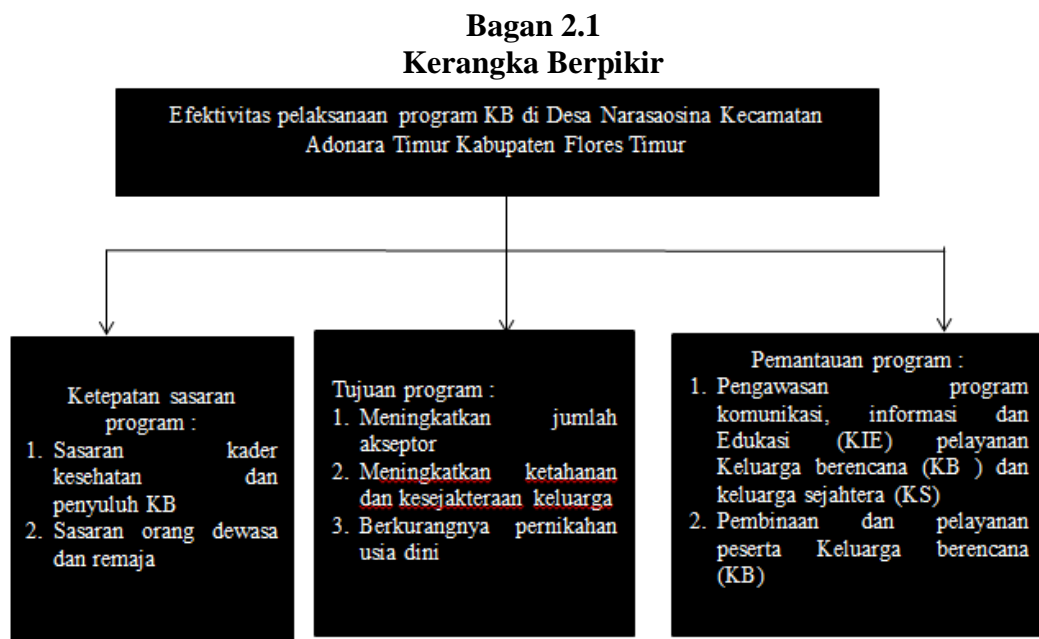 Bagan 2.1
Kerangka Berpikir
Efektivitas pelaksanaan program KB di Desa Narasaosina Kecamatan
Adonara Timur Kabupaten Flores Timur
Ketepatan sasaran
program :
1. Sasaran kader
kesehatan dan
penyuluh KB
2. Sasaran orang dewasa
dan remaja
Tujuan program :
1. Meningkatkan jumlah
akseptor
2. Meningkatkan ketahanan
dan kesejakteraan keluarga
3. Berkurangnya pernikahan
usia dini
Pemantauan program :
1. Pengawasan program
komunikasi, informasi dan
Edukasi (KIE) pelayanan
Keluarga berencana (KB ) dan
keluarga sejahtera (KS)
2. Pembinaan dan pelayanan
peserta Keluarga berencana
(KB)